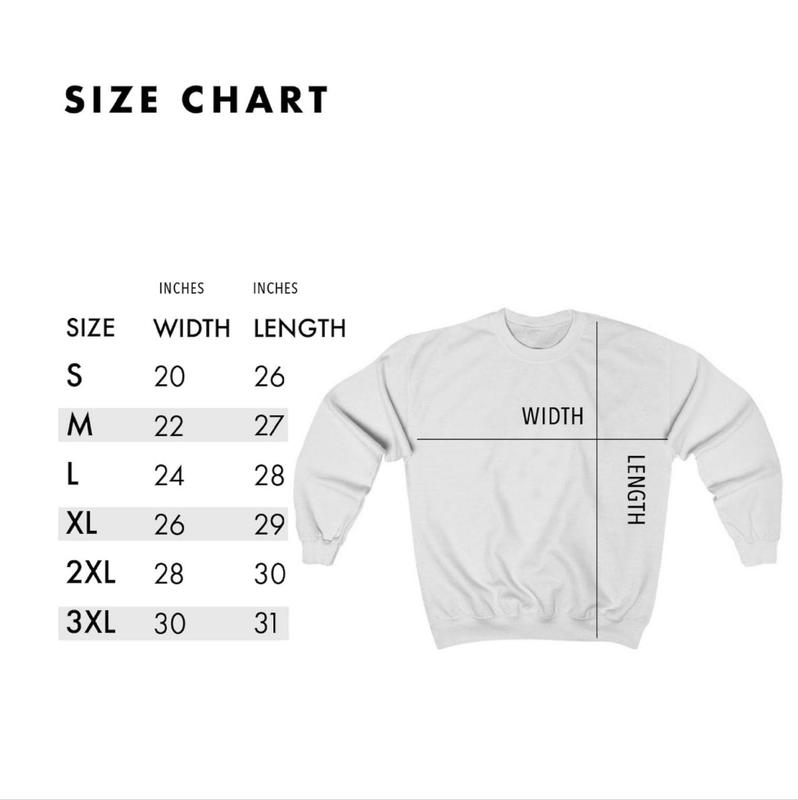 SIZE CHART
INCHES INCHES
SIZE WIDTH LENGTH
S 20 26
M 22 27
L 24 28
XL 26 29
2XL 28 30
3XL 30 31
WIDTH
LENGTH